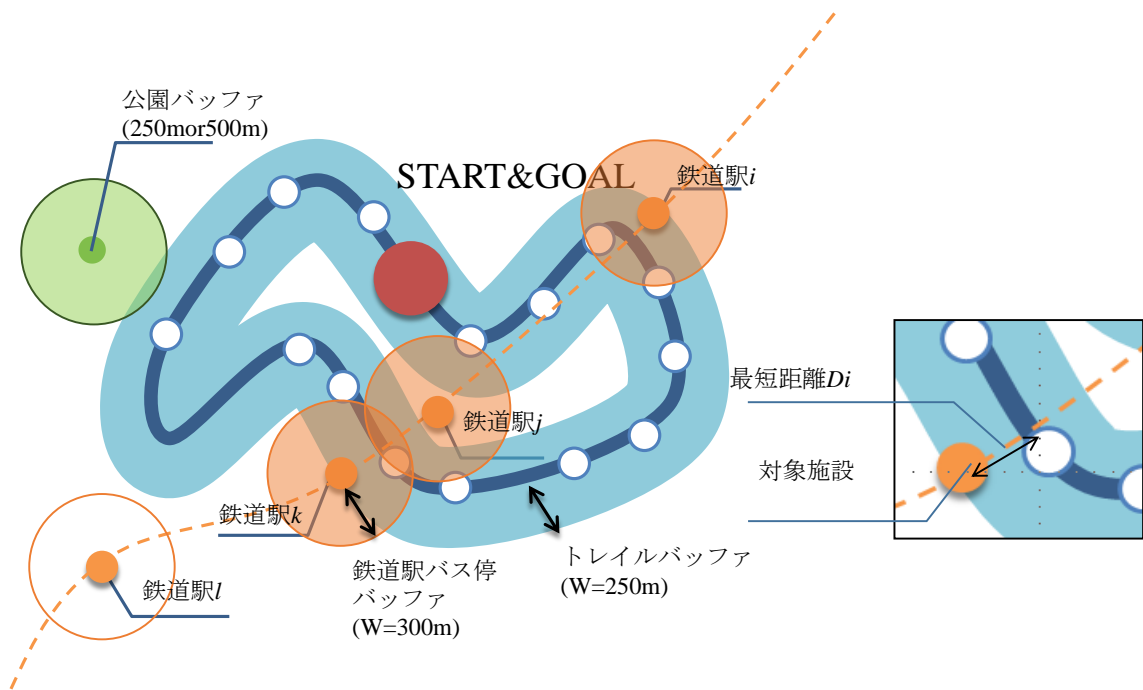 公園バッファ
(250mor500m)
START&GOAL
鉄道駅i
最短距離Di
鉄道駅j
対象施設
鉄道駅k
鉄道駅バス停
バッファ
(W=300m)
トレイルバッファ
(W=250m)
鉄道駅l